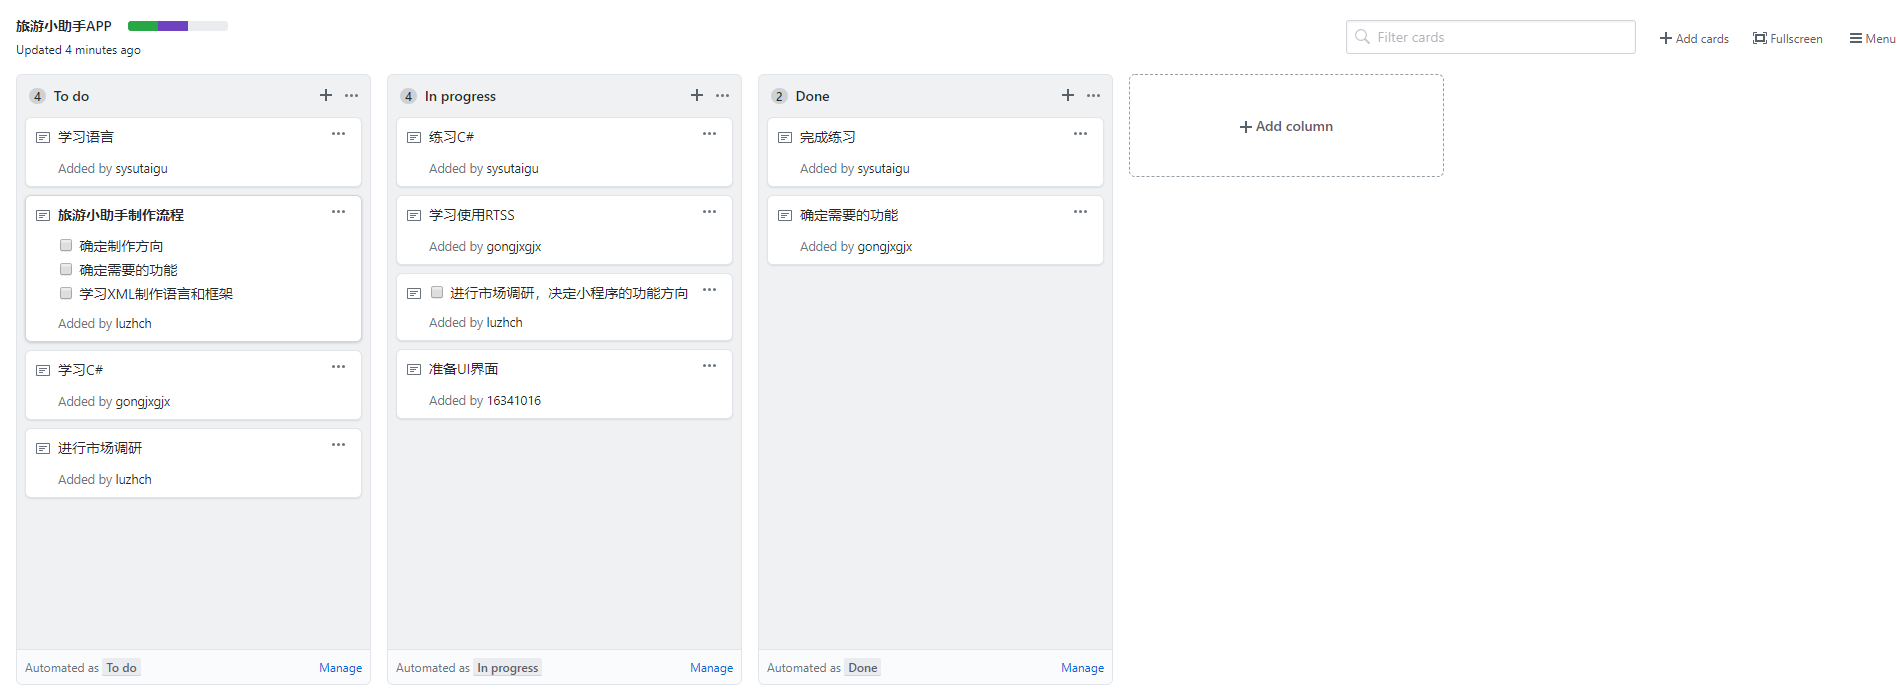 旅游小助手APP
Updated 4 minutes ago
Filter cards
Add cards
Fullscreen
Menu
4 To do
学习语言
Added by sysutaigu
旅游小助手制作流程
确定制作方向
确定需要的功能
学习XML制作语言和框架
Added by luzhch
学习C#
Added by gongjxgjx
进行市场调研
Added by luzhch
Automated as To do
Manage
4 In progress
练习C#
Added by sysutaigu
学习使用RTSS
Added by gongjxgjx
进行市场调研，决定小程序的功能方向
Added by luzhch
准备UI界面
Added by 16341016
Automated as In progress
Manage
2 Done
完成练习
Added by sysutaigu
确定需要的功能
Added by gongjxgjx
Automated as Done
Manage
Add column